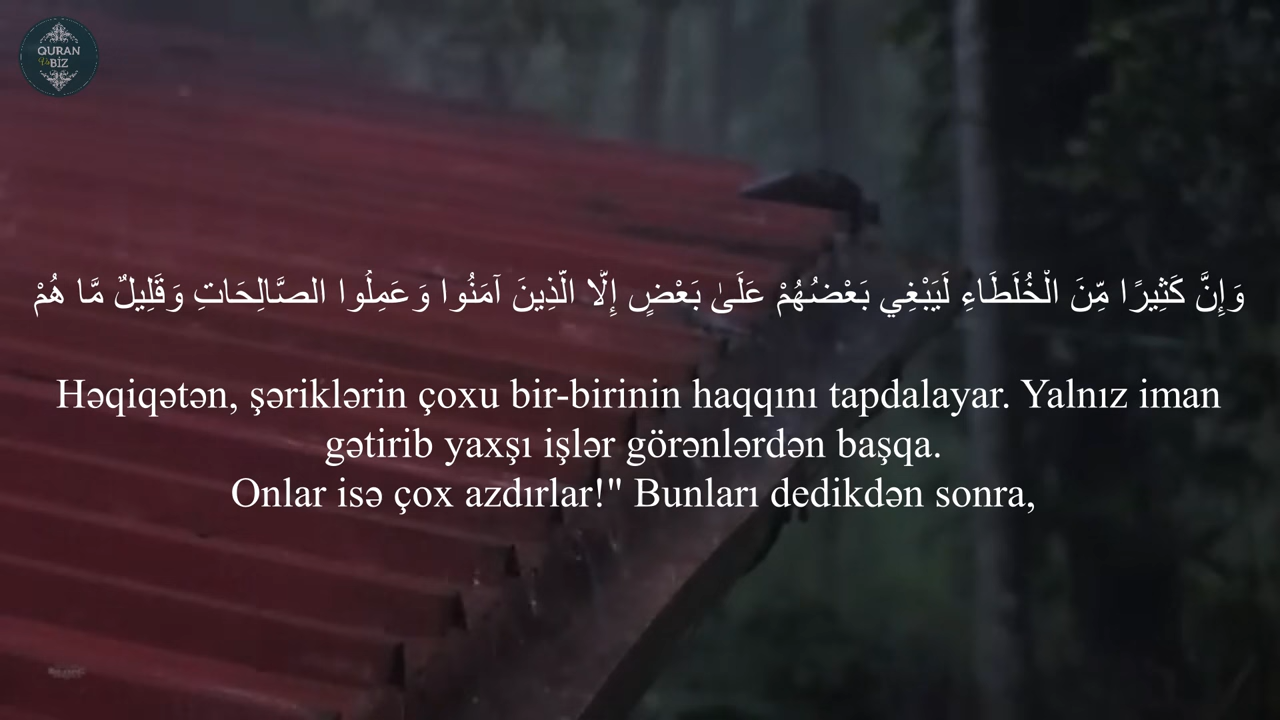 QURAN
Və
BİZ
وَإِنَّ كَثِيرًا مِّنَ الْخُلَطَاءِ لَيَبْغِي بَعْضُهُمْ عَلَىٰ بَعْضٍ إِلَّا الَّذِينَ آمَنُوا وَعَمِلُوا الصَّالِحَاتِ وَقَلِيلٌ مَّا هُمْ
Həqiqətən, şəriklərin çoxu bir-birinin haqqını tapdalayar. Yalnız iman
gətirib yaxşı işlər görənlərdən başqa.
Onlar isə çox azdırlar!" Bunları dedikdən sonra,